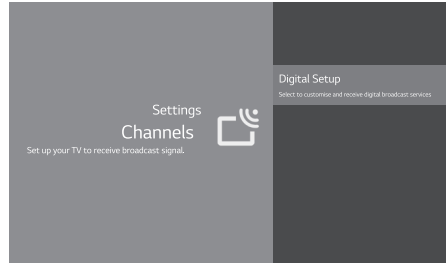 Settings
Channels
Set up your TV to receive broadcast signal.
Digital Setup
Select to customise and receive digital broadcast services